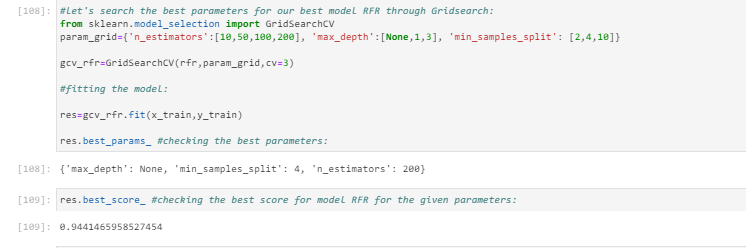 [108]: #Let's search the best parameters for our best model RFR through Gridsearch:
from sklearn.model_selection import GridSearchCV
param_grid={'n_estimators':[10,50,100,200], 'max_depth':[None,1,3], 'min_samples_split': [2,4,10]}
gcv_rfr=GridSearchCV(rfr,param_grid,cv=3)
#fitting the model:
res=gcv_rfr.fit(x_train,y_train)
res.best_params_ #checking the best parameters:
[108]: {'max_depth': None, 'min_samples_split': 4, 'n_estimators': 200}
[109]: res.best_score_ #checking the best score for model RFR for the given parameters:
[109]: 0.9441465958527454